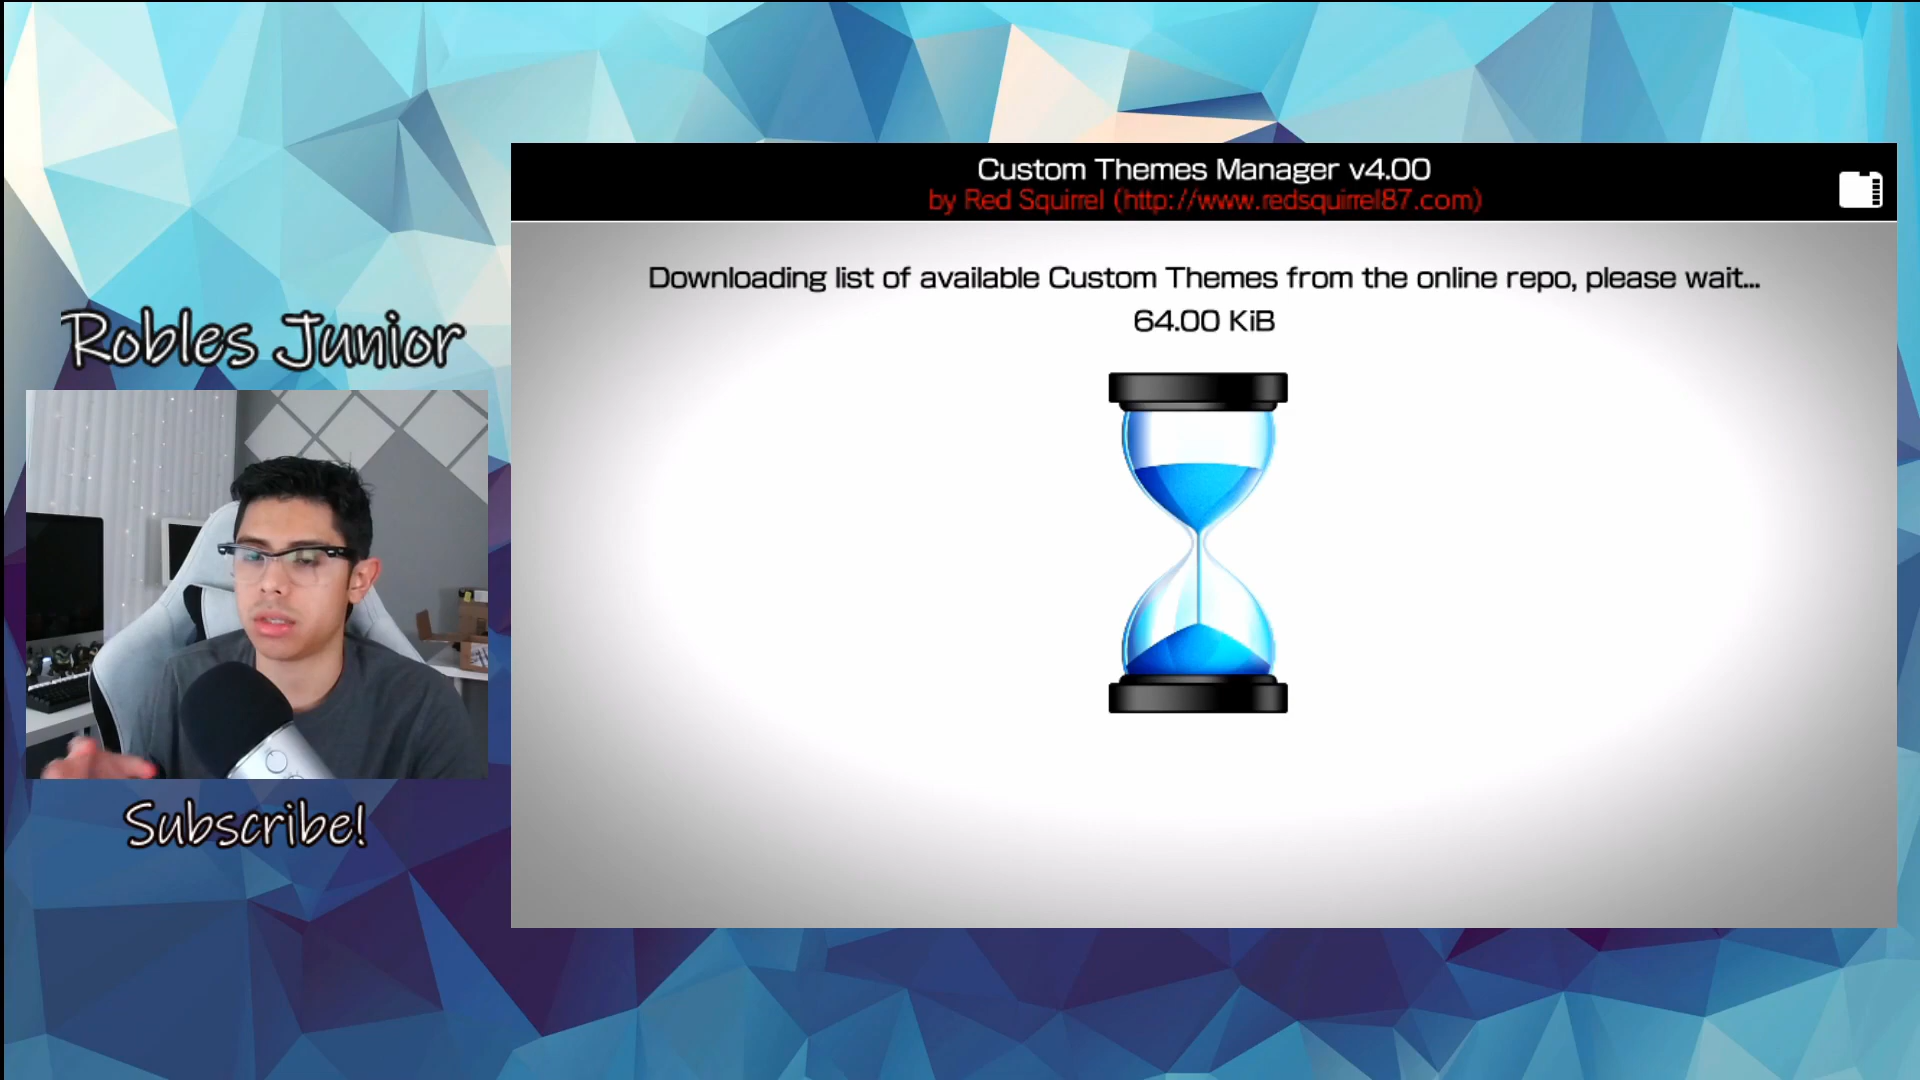 Custom Themes Manager v4.00
by Red Squirrel (http://www.redsquirrel87.com)
Downloading list of available Custom Themes from the online repo, please wait...
64.00 KiB
Robles Junior
Subscribe!